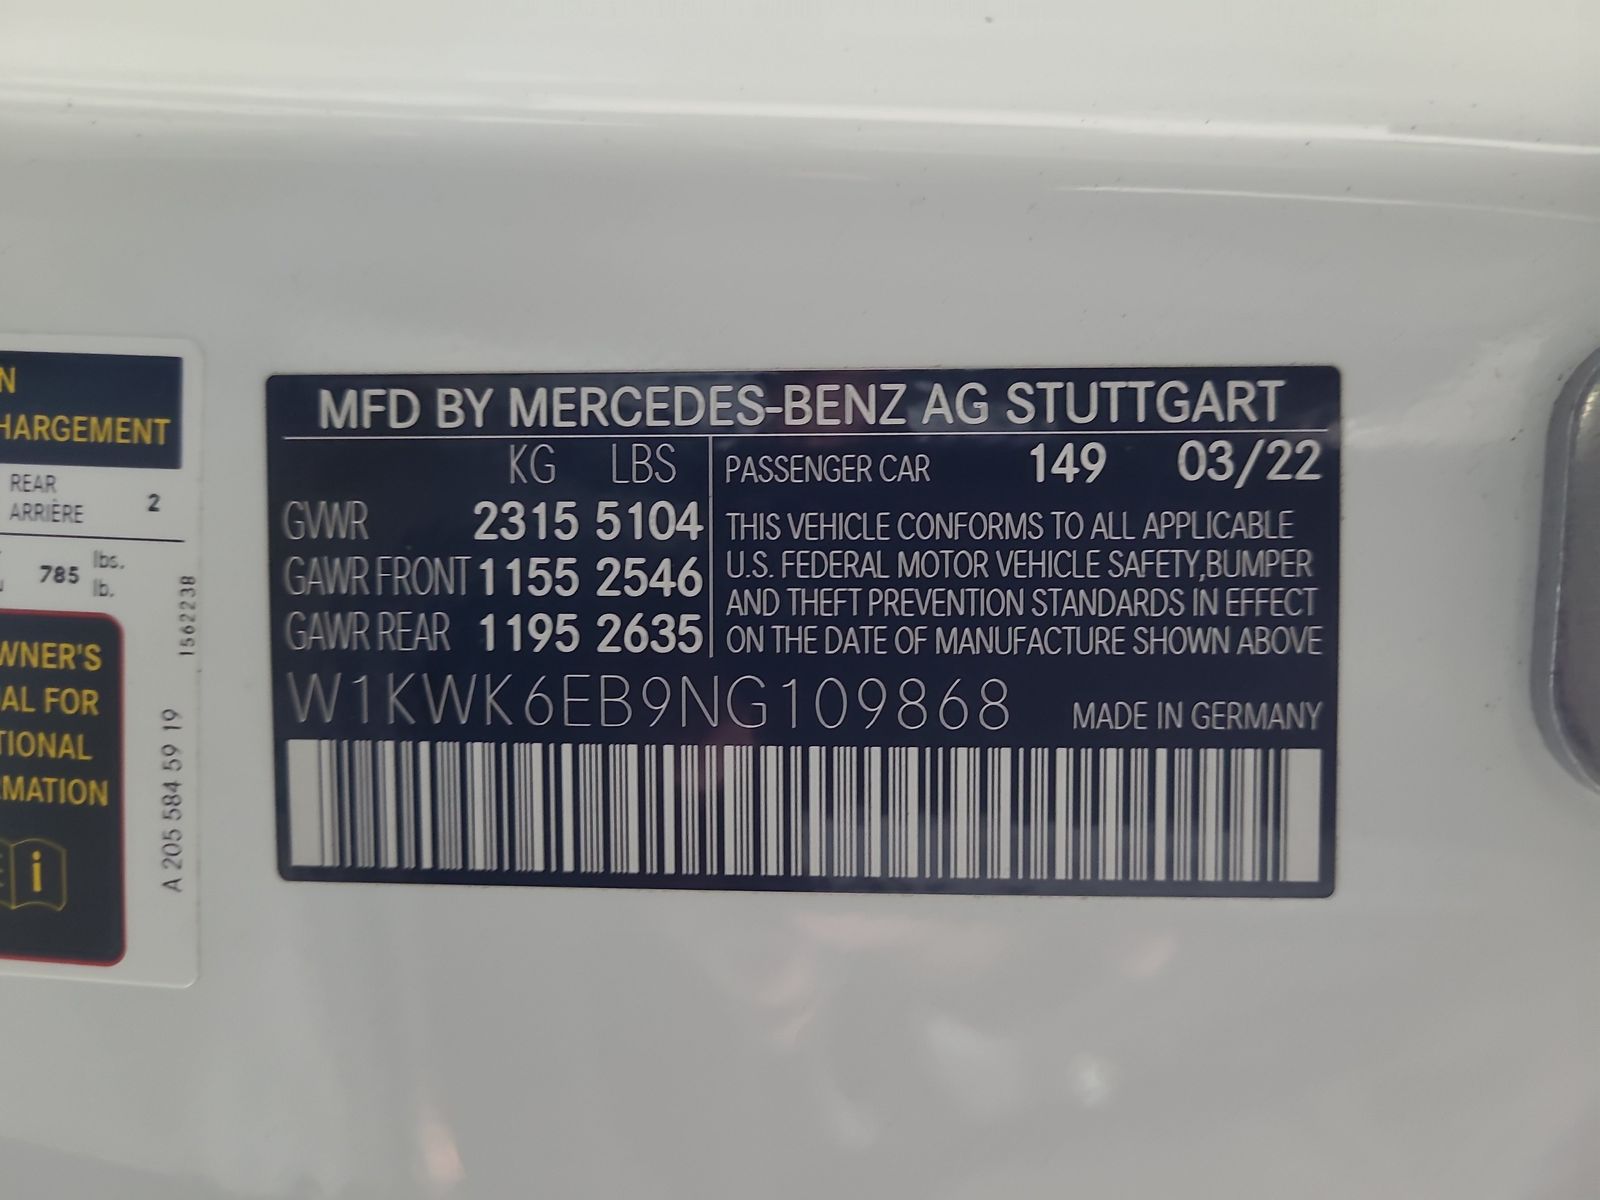 N
HARGEMENT
REAR
ARRIÈRE 2
785 lbs.
lb.
WNER'S
AL FOR
TIONAL
RMATION
i
A 205 584 59 19 1562238
MFD BY MERCEDES-BENZ AG STUTTGART
KG LBS
GVWR 2315 5104
GAWR FRONT 1155 2546
GAWR REAR 1195 2635
PASSENGER CAR 149 03/22
THIS VEHICLE CONFORMS TO ALL APPLICABLE
U.S. FEDERAL MOTOR VEHICLE SAFETY,BUMPER
AND THEFT PREVENTION STANDARDS IN EFFECT
ON THE DATE OF MANUFACTURE SHOWN ABOVE
W1KWK6EB9NG109868 MADE IN GERMANY